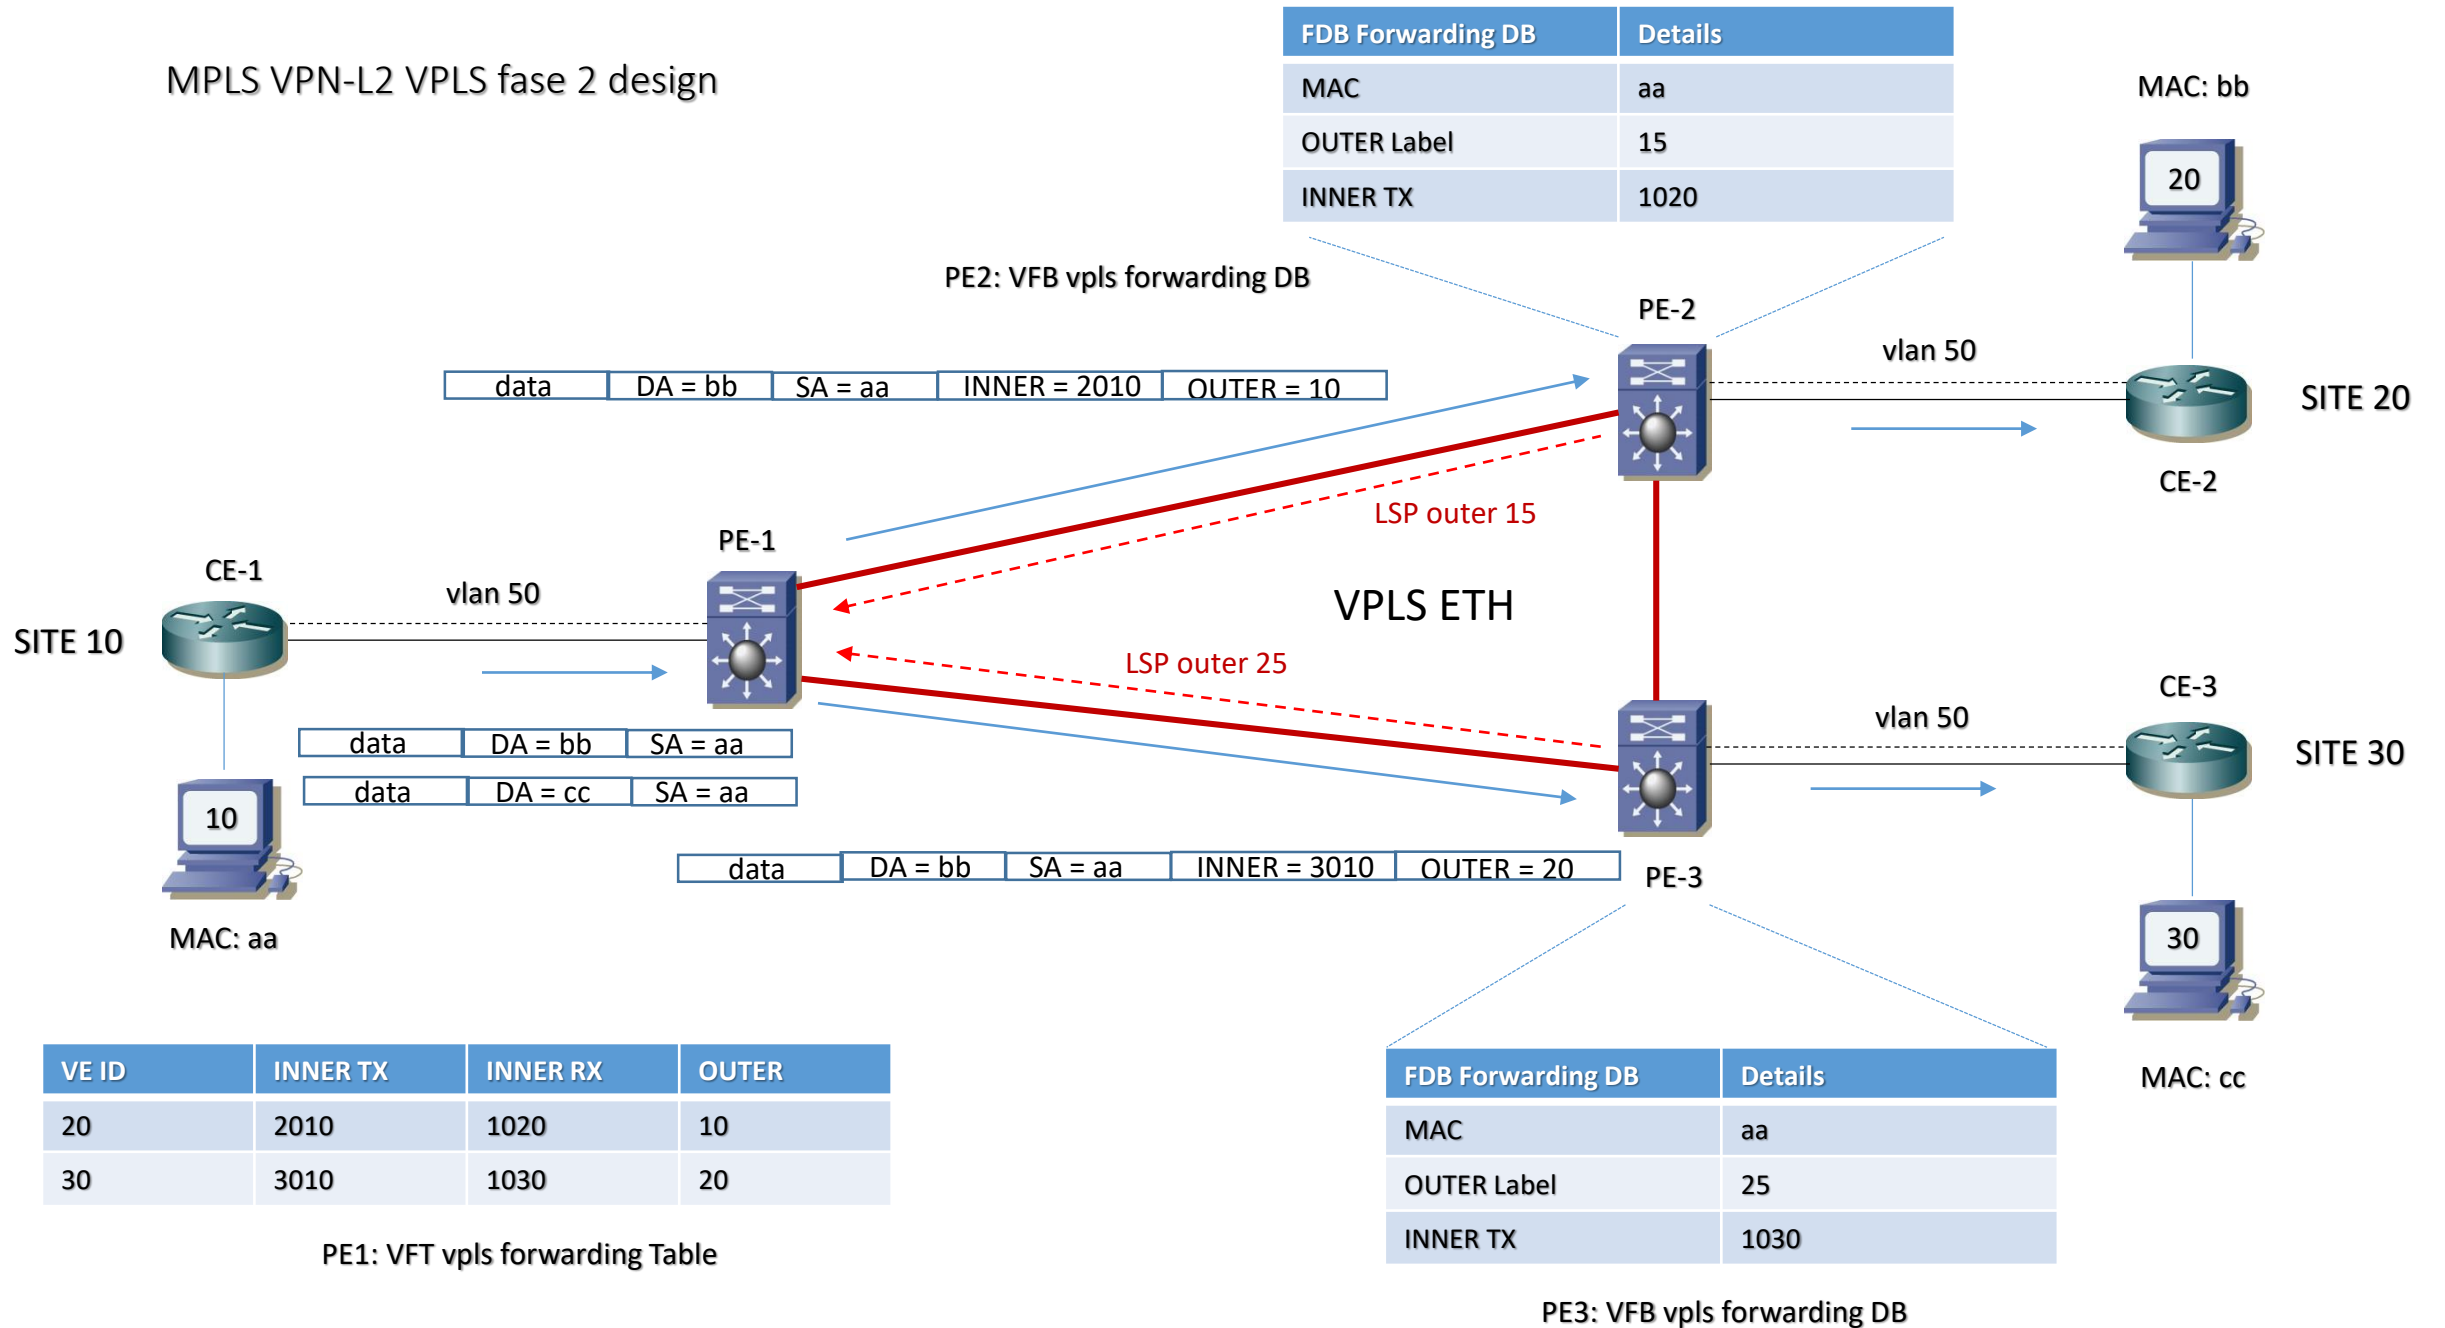 MPLS VPN-L2 VPLS fase 2 design
FDB Forwarding DB Details
MAC aa
OUTER Label 15
INNER TX 1020
MAC: bb
20
PE2: VFB vpls forwarding DB
PE-2
vlan 50
data DA = bb SA = aa INNER = 2010 OUTER = 10
SITE 20
CE-2
LSP outer 15
PE-1
CE-1
vlan 50
VPLS ETH
SITE 10
LSP outer 25
CE-3
vlan 50
SITE 30
data DA = bb SA = aa
data DA = cc SA = aa
10
data DA = bb SA = aa INNER = 3010 OUTER = 20
PE-3
MAC: aa
30
MAC: cc
VE ID INNER TX INNER RX OUTER
20 2010 1020 10
30 3010 1030 20
PE1: VFT vpls forwarding Table
FDB Forwarding DB Details
MAC aa
OUTER Label 25
INNER TX 1030
PE3: VFB vpls forwarding DB